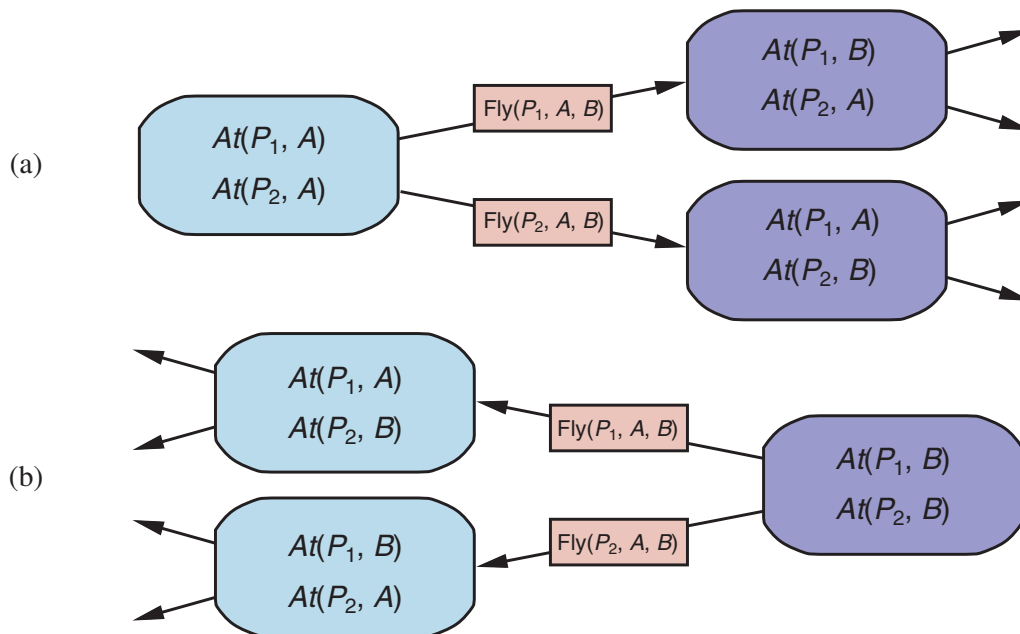 (a)
At(P₁, A)
At(P₂, A)
Fly(P₁, A, B)
Fly(P₂, A, B)
At(P₁, B)
At(P₂, A)
At(P₁, A)
At(P₂, B)
(b)
At(P₁, A)
At(P₂, B)
At(P₁, B)
At(P₂, A)
Fly(P₁, A, B)
Fly(P₂, A, B)
At(P₁, B)
At(P₂, B)